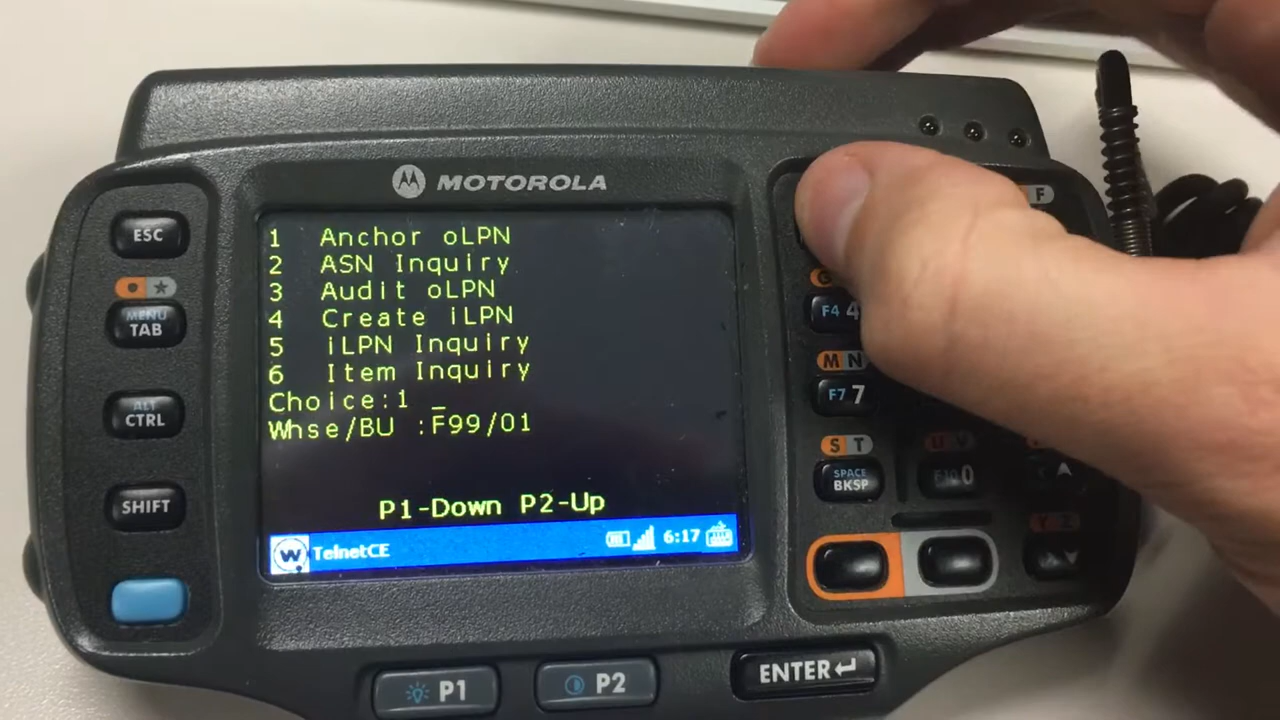 MOTOROLA
1 Anchor oLPN
2 ASN Inquiry
3 Audit oLPN
4 Create iLPN
5 iLPN Inquiry
6 Item Inquiry
Choice:1 _
Whse/BU :F99/01
P1-Down P2-Up
TelnetCE 6:17
ESC
MENU
TAB
ALT
CTRL
SHIFT
F
F4 4
M N
F7 7
S T
SPACE
BKSP
F10 0
Y Z
P1
P2
ENTER